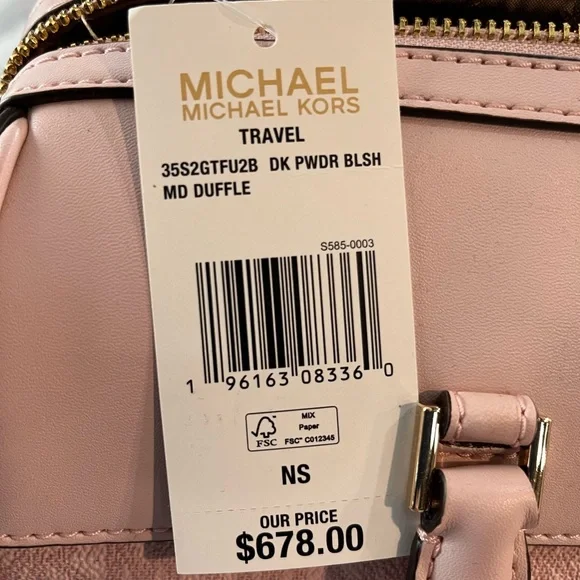 MICHAEL
MICHAEL KORS
TRAVEL
35S2GTFU2B DK PWDR BLSH
MD DUFFLE
S585-0003
1 96163 08336 0
FSC
MIX
Paper
FSC™ C012345
NS
OUR PRICE
$678.00